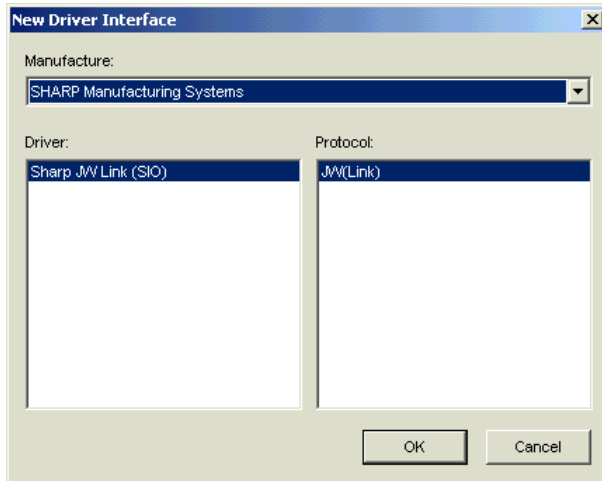 New Driver Interface
Manufacture:
SHARP Manufacturing Systems
Driver:
Protocol:
Sharp JW Link (SIO)
JW(Link)
OK
Cancel